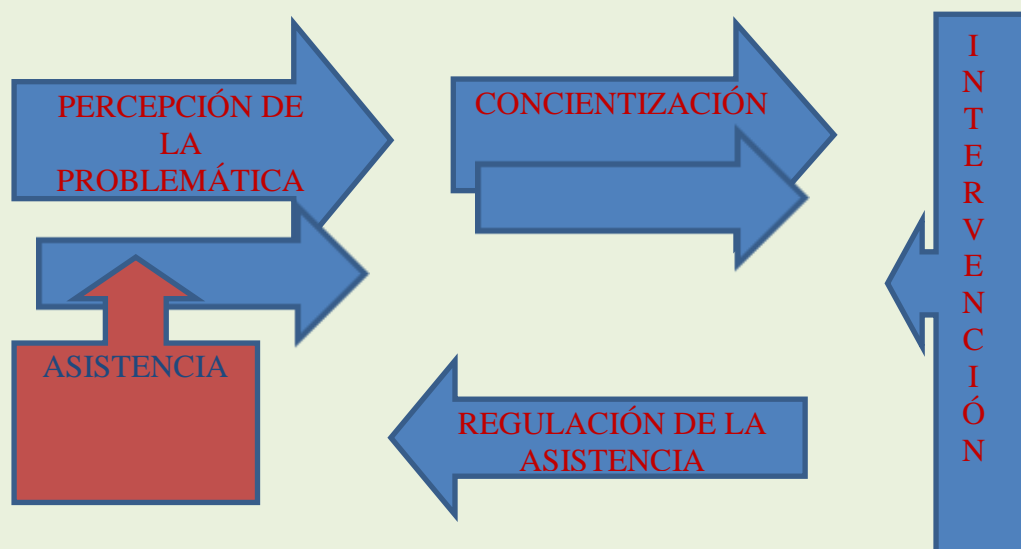 PERCEPCIÓN DE
LA
PROBLEMÁTICA
CONCIENTIZACIÓN
I
N
T
E
R
V
E
N
C
I
Ó
N
ASISTENCIA
REGULACIÓN DE LA
ASISTENCIA